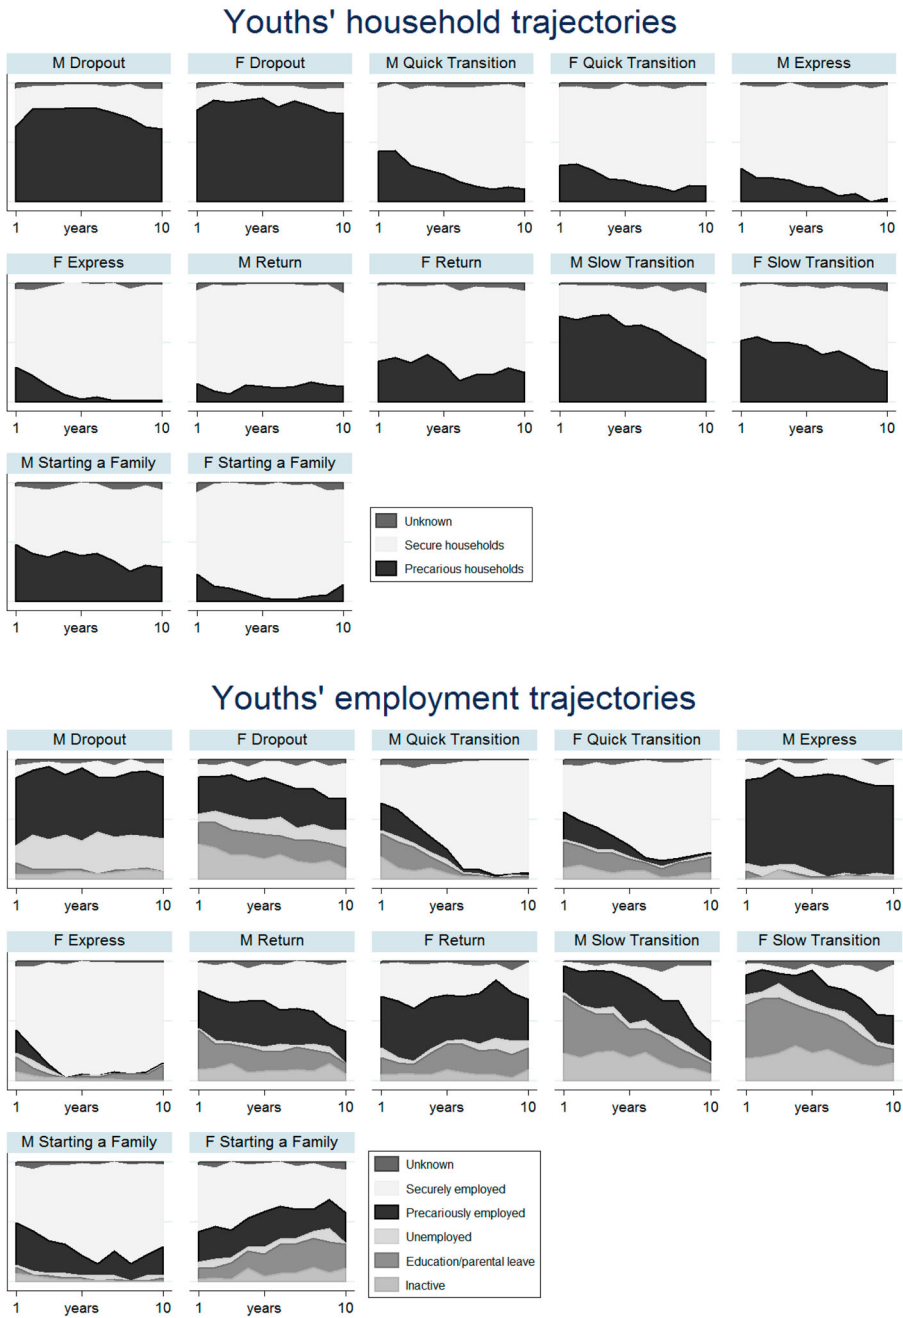 Youths' household trajectories
M Dropout F Dropout M Quick Transition F Quick Transition M Express
1 years 10 1 years 10 1 years 10 1 years 10 1 years 10
F Express M Return F Return M Slow Transition F Slow Transition
1 years 10 1 years 10 1 years 10 1 years 10 1 years 10
M Starting a Family F Starting a Family
Unknown
Secure households
Precarious households
1 years 10 1 years 10
Youths' employment trajectories
M Dropout F Dropout M Quick Transition F Quick Transition M Express
1 years 10 1 years 10 1 years 10 1 years 10 1 years 10
F Express M Return F Return M Slow Transition F Slow Transition
1 years 10 1 years 10 1 years 10 1 years 10 1 years 10
M Starting a Family F Starting a Family
Unknown
Securely employed
Precariously employed
Unemployed
Education/parental leave
Inactive
1 years 10 1 years 10